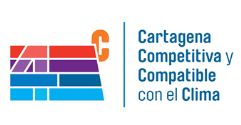 °C
Cartagena
Competitiva y
Compatible
con el Clima